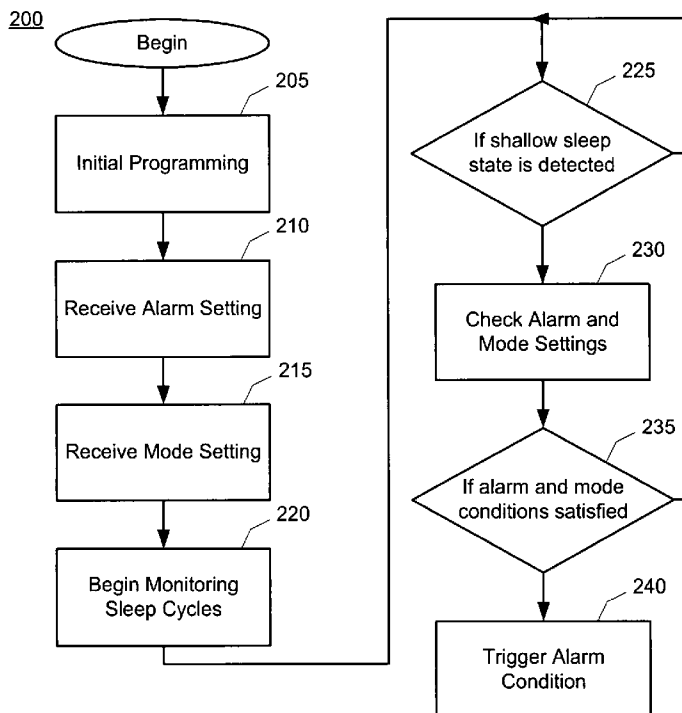 200
Begin
205
Initial Programming
210
Receive Alarm Setting
215
Receive Mode Setting
220
Begin Monitoring
Sleep Cycles
225
If shallow sleep
state is detected
230
Check Alarm and
Mode Settings
235
If alarm and mode
conditions satisfied
240
Trigger Alarm
Condition